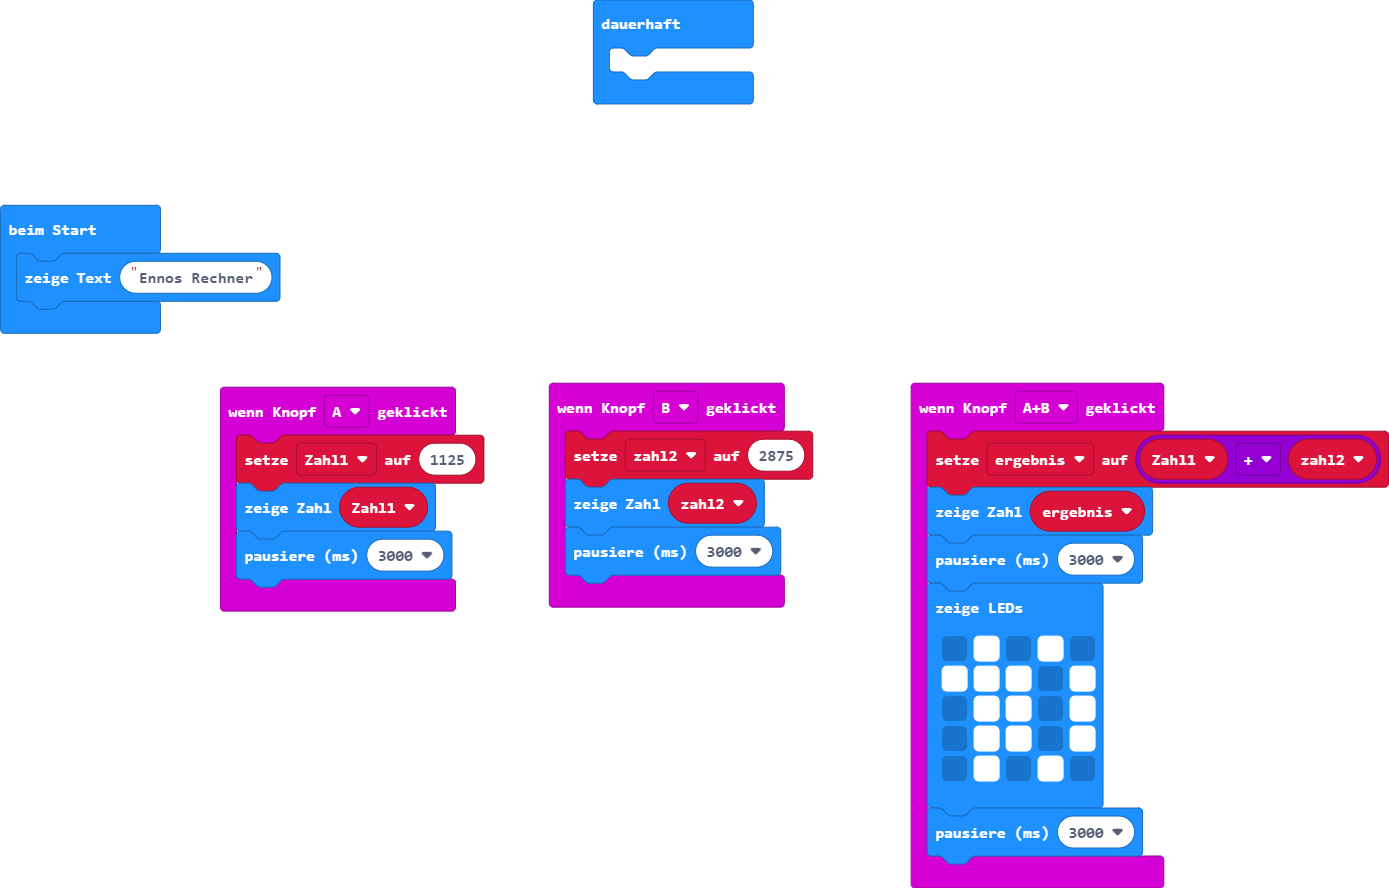 dauerhaft
beim Start
zeige Text "Ennos Rechner"
wenn Knopf A geklickt
setze Zahl1 auf 1125
zeige Zahl Zahl1
pausiere (ms) 3000
wenn Knopf B geklickt
setze zahl2 auf 2875
zeige Zahl zahl2
pausiere (ms) 3000
wenn Knopf A+B geklickt
setze ergebnis auf Zahl1 + zahl2
zeige Zahl ergebnis
pausiere (ms) 3000
zeige LEDs
pausiere (ms) 3000